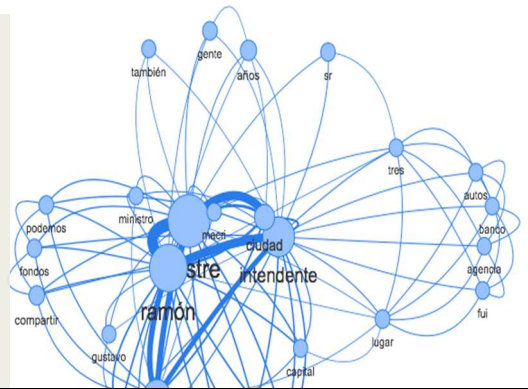 gente
también
años
sr
tres
autos
ministro
podemos
macri
banco
ciudad
agencia
fondos
stre
intendente
fui
ramón
compartir
lugar
gustavo
capital